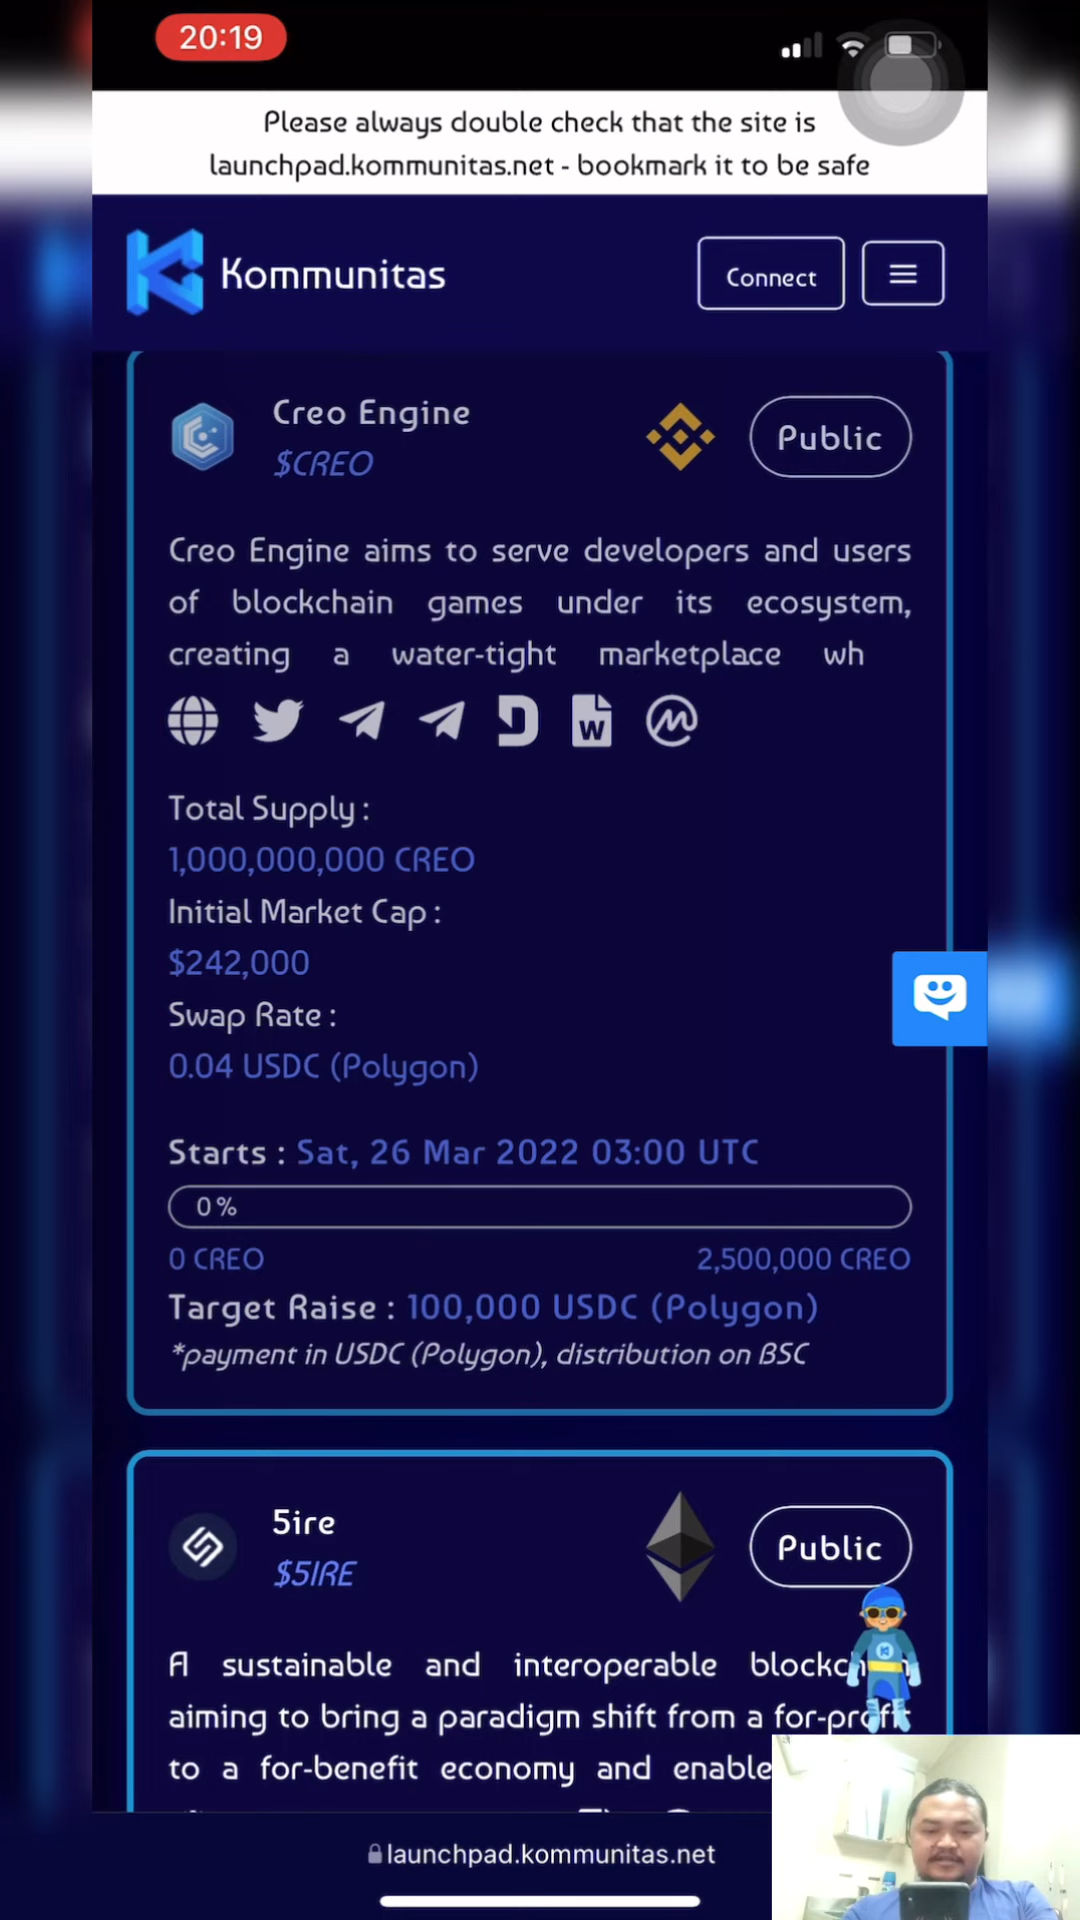 20:19
Please always double check that the site is
launchpad.kommunitas.net - bookmark it to be safe
Kommunitas
Connect
Creo Engine
$CREO
Public
Creo Engine aims to serve developers and users
of blockchain games under its ecosystem,
creating a water-tight marketplace wh
W
Total Supply :
1,000,000,000 CREO
Initial Market Cap :
$242,000
Swap Rate :
0.04 USDC (Polygon)
Starts : Sat, 26 Mar 2022 03:00 UTC
0%
0 CREO 2,500,000 CREO
Target Raise : 100,000 USDC (Polygon)
*payment in USDC (Polygon), distribution on BSC
5ire
$5IRE
Public
A sustainable and interoperable
aiming to bring a paradigm shift from a for-profit
to a for-benefit economy and enable
launchpad.kommunitas.net